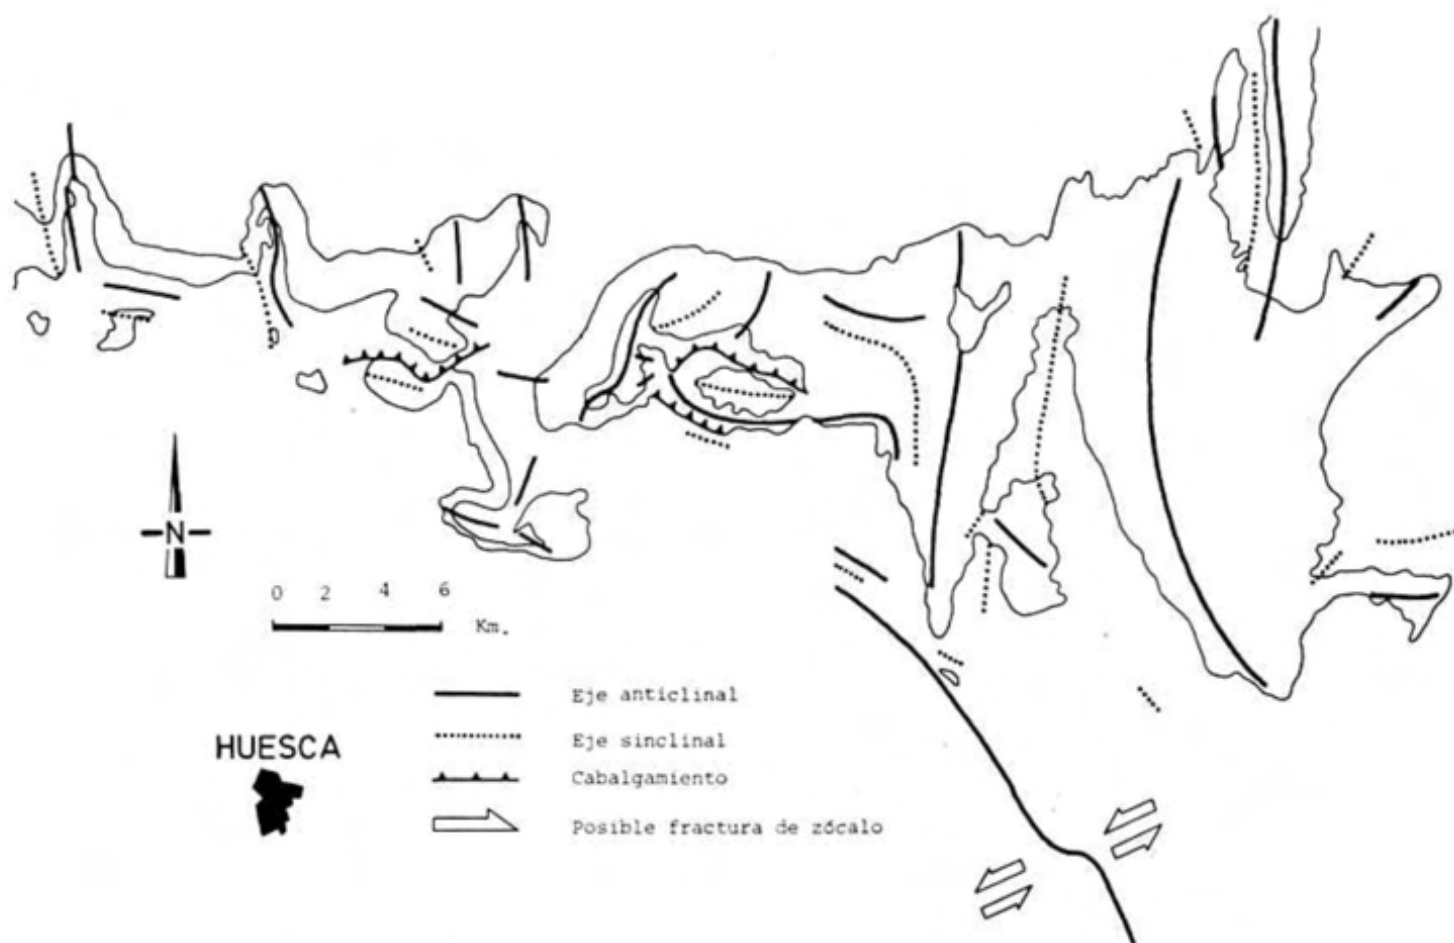 N
0 2 4 6
Km.
Eje anticlinal
HUESCA
Eje sinclinal
Cabalgamiento
Posible fractura de zócalo